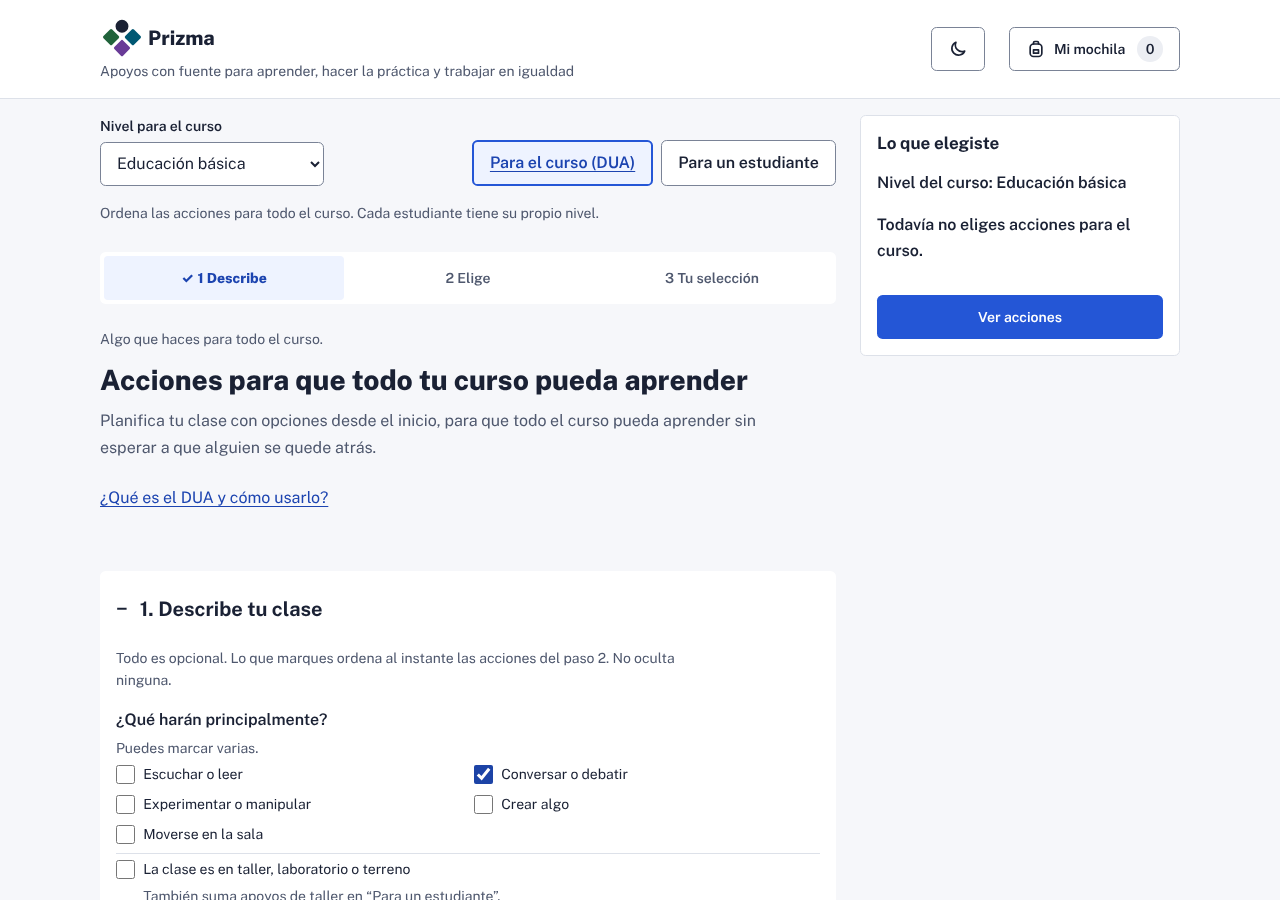 Prizma
Apoyos con fuente para aprender, hacer la práctica y trabajar en igualdad
Mi mochila 0
Nivel para el curso
Educación básica
Para el curso (DUA)
Para un estudiante
Ordena las acciones para todo el curso. Cada estudiante tiene su propio nivel.
✓ 1 Describe
2 Elige
3 Tu selección
Algo que haces para todo el curso.
Acciones para que todo tu curso pueda aprender
Planifica tu clase con opciones desde el inicio, para que todo el curso pueda aprender sin
esperar a que alguien se quede atrás.
¿Qué es el DUA y cómo usarlo?
− 1. Describe tu clase
Todo es opcional. Lo que marques ordena al instante las acciones del paso 2. No oculta
ninguna.
¿Qué harán principalmente?
Puedes marcar varias.
Escuchar o leer
Conversar o debatir
Experimentar o manipular
Crear algo
Moverse en la sala
La clase es en taller, laboratorio o terreno
También suma apoyos de taller en “Para un estudiante”.
Lo que elegiste
Nivel del curso: Educación básica
Todavía no eliges acciones para el
curso.
Ver acciones